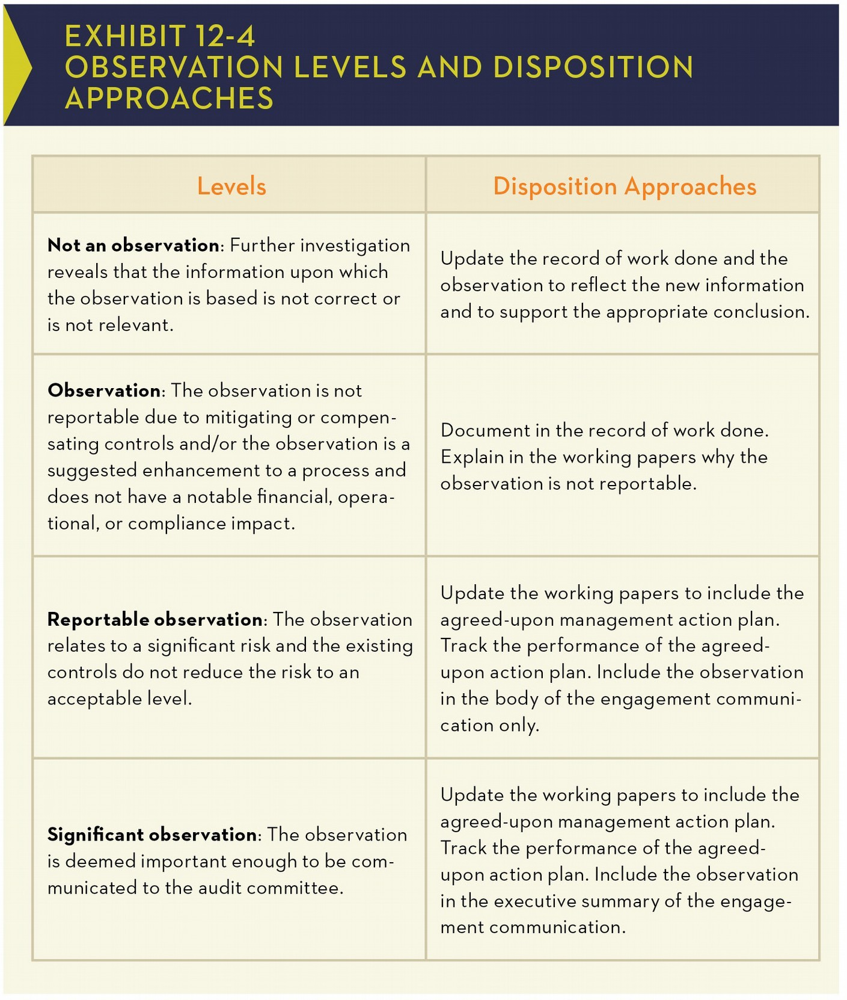 EXHIBIT 12-4
OBSERVATION LEVELS AND DISPOSITION
APPROACHES
Levels
Disposition Approaches
Not an observation: Further investigation
reveals that the information upon which
the observation is based is not correct or
is not relevant.
Update the record of work done and the
observation to reflect the new information
and to support the appropriate conclusion.
Observation: The observation is not
reportable due to mitigating or compen-
sating controls and/or the observation is a
suggested enhancement to a process and
does not have a notable financial, opera-
tional, or compliance impact.
Document in the record of work done.
Explain in the working papers why the
observation is not reportable.
Reportable observation: The observation
relates to a significant risk and the existing
controls do not reduce the risk to an
acceptable level.
Update the working papers to include the
agreed-upon management action plan.
Track the performance of the agreed-
upon action plan. Include the observation
in the body of the engagement communi-
cation only.
Significant observation: The observation
is deemed important enough to be com-
municated to the audit committee.
Update the working papers to include the
agreed-upon management action plan.
Track the performance of the agreed-
upon action plan. Include the observation
in the executive summary of the engage-
ment communication.